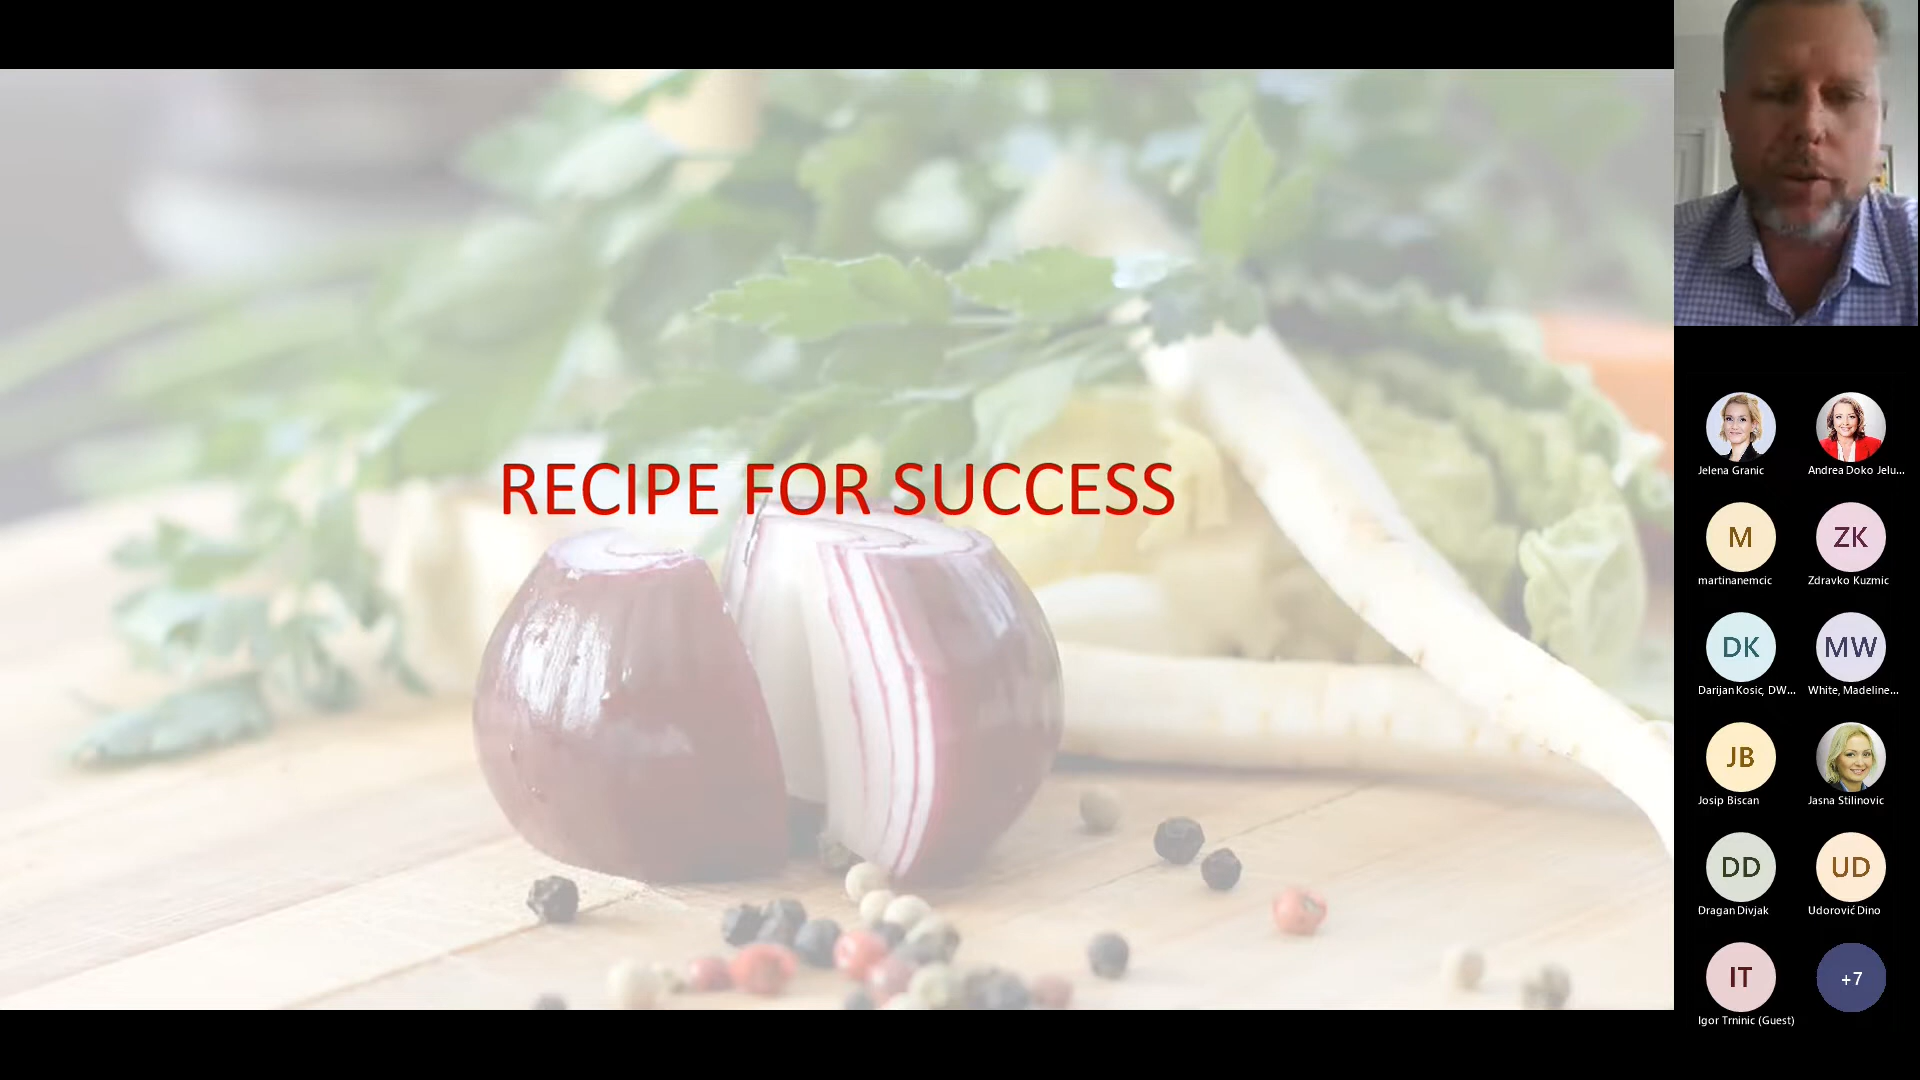 RECIPE FOR SUCCESS
Jelena Granic
Andrea Doko Jelu...
M
martinanemcic
ZK
Zdravko Kuzmic
DK
Darijan Kosic, DW...
MW
White, Madeline...
JB
Josip Biscan
Jasna Stilinovic
DD
Dragan Divjak
UD
Udorović Dino
IT
Igor Trninic (Guest)
+7